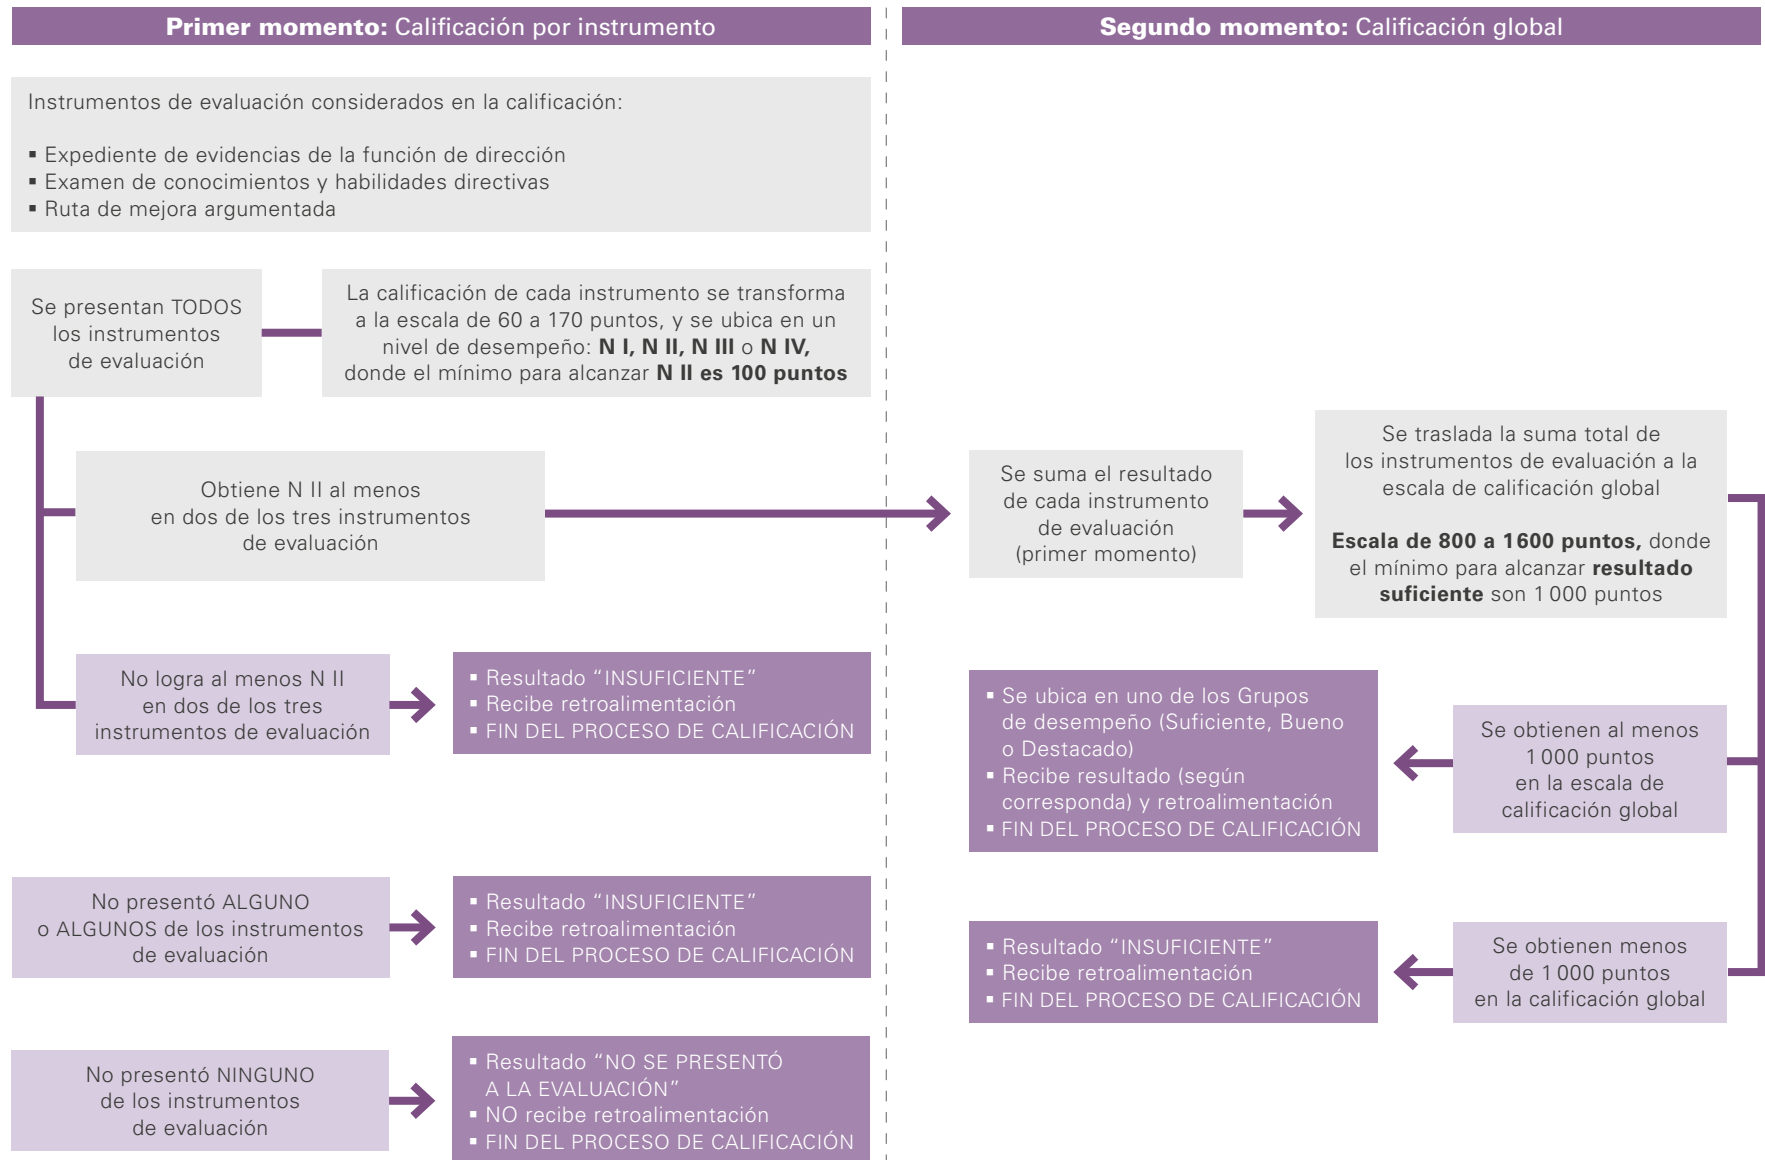 Primer momento: Calificación por instrumento
Instrumentos de evaluación considerados en la calificación:
▪ Expediente de evidencias de la función de dirección
▪ Examen de conocimientos y habilidades directivas
▪ Ruta de mejora argumentada
Se presentan TODOS
los instrumentos
de evaluación
La calificación de cada instrumento se transforma
a la escala de 60 a 170 puntos, y se ubica en un
nivel de desempeño: N I, N II, N III o N IV,
donde el mínimo para alcanzar N II es 100 puntos
Obtiene N II al menos
en dos de los tres instrumentos
de evaluación
No logra al menos N II
en dos de los tres
instrumentos de evaluación
▪ Resultado “INSUFICIENTE”
▪ Recibe retroalimentación
▪ FIN DEL PROCESO DE CALIFICACIÓN
No presentó ALGUNO
o ALGUNOS de los instrumentos
de evaluación
▪ Resultado “INSUFICIENTE”
▪ Recibe retroalimentación
▪ FIN DEL PROCESO DE CALIFICACIÓN
No presentó NINGUNO
de los instrumentos
de evaluación
▪ Resultado “NO SE PRESENTÓ
A LA EVALUACIÓN”
▪ NO recibe retroalimentación
▪ FIN DEL PROCESO DE CALIFICACIÓN
Segundo momento: Calificación global
Se suma el resultado
de cada instrumento
de evaluación
(primer momento)
Se traslada la suma total de
los instrumentos de evaluación a la
escala de calificación global
Escala de 800 a 1 600 puntos, donde
el mínimo para alcanzar resultado
suficiente son 1 000 puntos
▪ Se ubica en uno de los Grupos
de desempeño (Suficiente, Bueno
o Destacado)
▪ Recibe resultado (según
corresponda) y retroalimentación
▪ FIN DEL PROCESO DE CALIFICACIÓN
Se obtienen al menos
1 000 puntos
en la escala de
calificación global
▪ Resultado “INSUFICIENTE”
▪ Recibe retroalimentación
▪ FIN DEL PROCESO DE CALIFICACIÓN
Se obtienen menos
de 1 000 puntos
en la calificación global